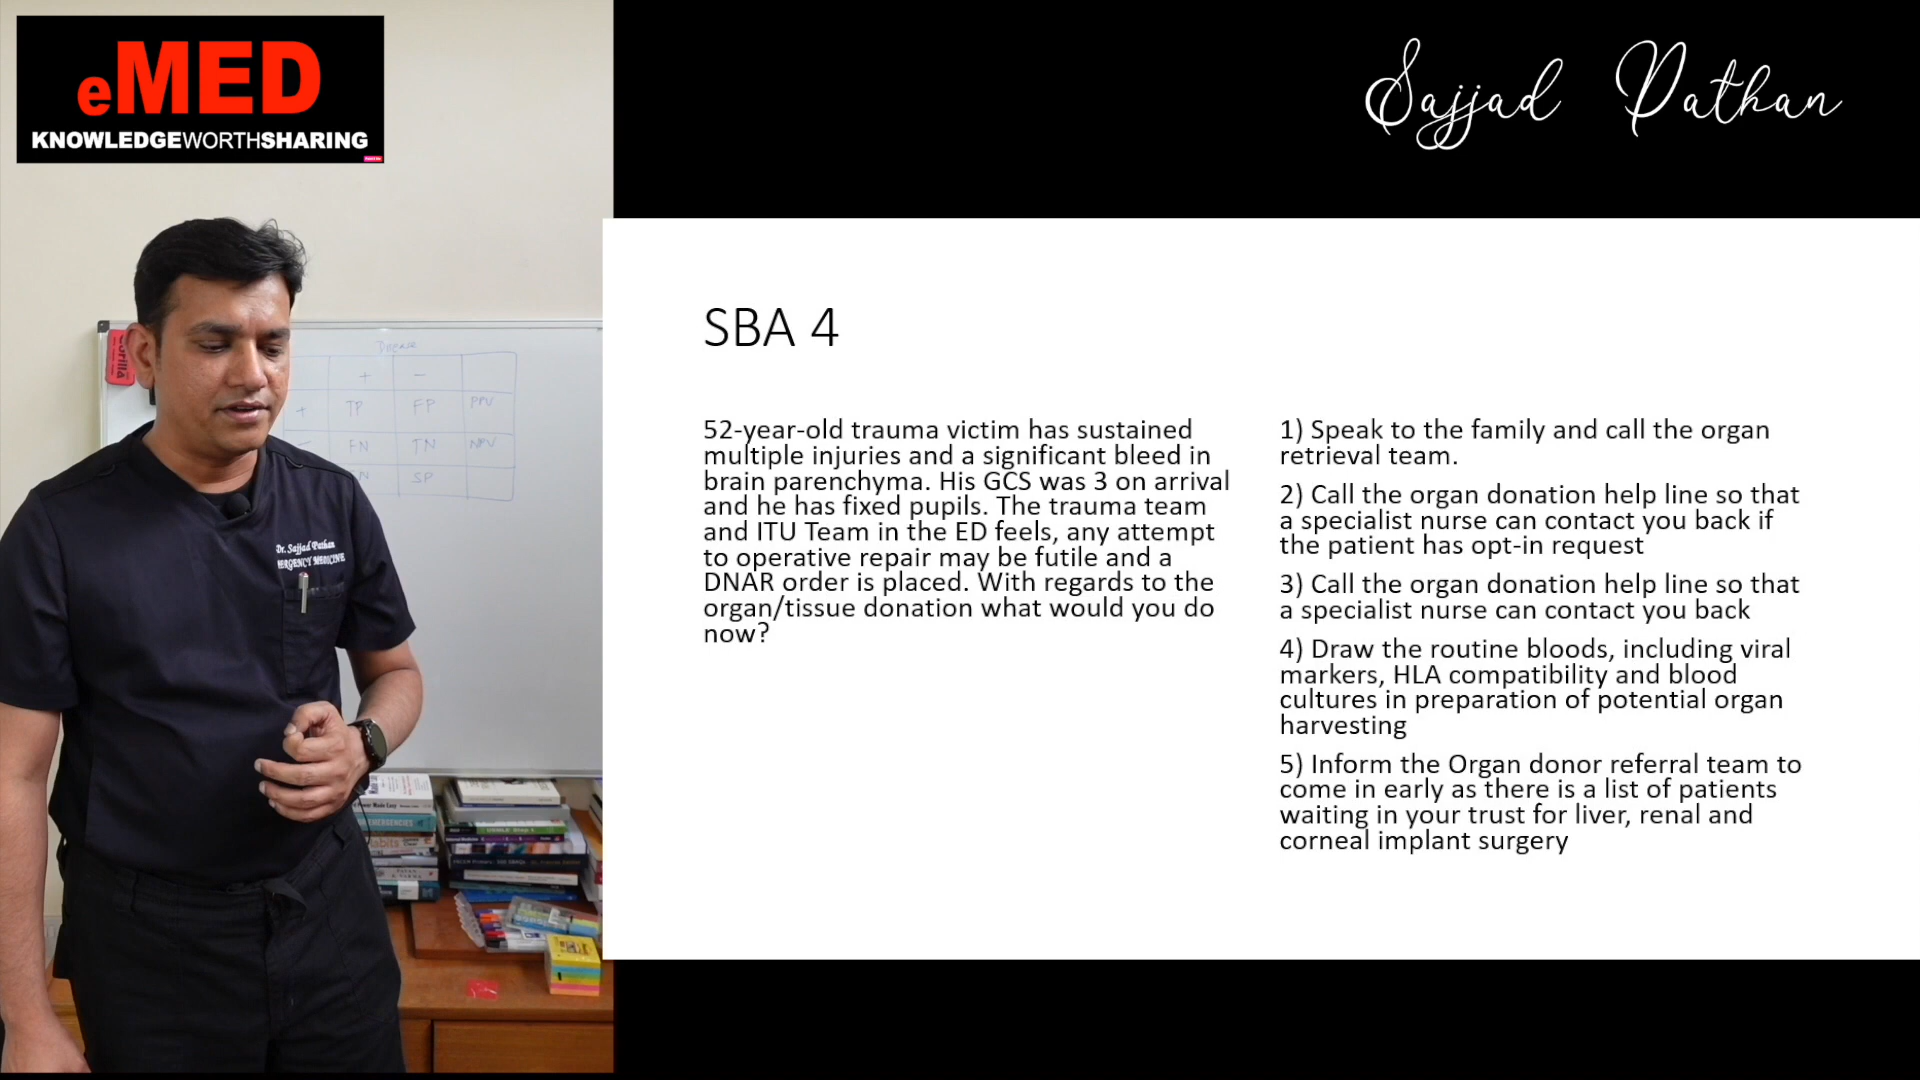 eMED
KNOWLEDGEWORTHSHARING
Sajjad Pathan
Disease
+ −
+ TP FP PPV
− FN TN NPV
SP
Dr. Sajjad Pathan
MERGENCY MEDICINE
SBA 4
52-year-old trauma victim has sustained
multiple injuries and a significant bleed in
brain parenchyma. His GCS was 3 on arrival
and he has fixed pupils. The trauma team
and ITU Team in the ED feels, any attempt
to operative repair may be futile and a
DNAR order is placed. With regards to the
organ/tissue donation what would you do
now?
1) Speak to the family and call the organ
retrieval team.
2) Call the organ donation help line so that
a specialist nurse can contact you back if
the patient has opt-in request
3) Call the organ donation help line so that
a specialist nurse can contact you back
4) Draw the routine bloods, including viral
markers, HLA compatibility and blood
cultures in preparation of potential organ
harvesting
5) Inform the Organ donor referral team to
come in early as there is a list of patients
waiting in your trust for liver, renal and
corneal implant surgery